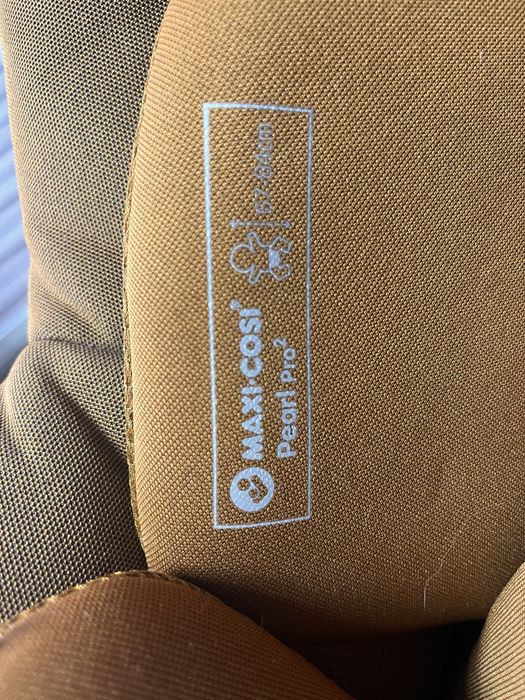 MAXI·COSI®
Pearl Pro²
67-84cm